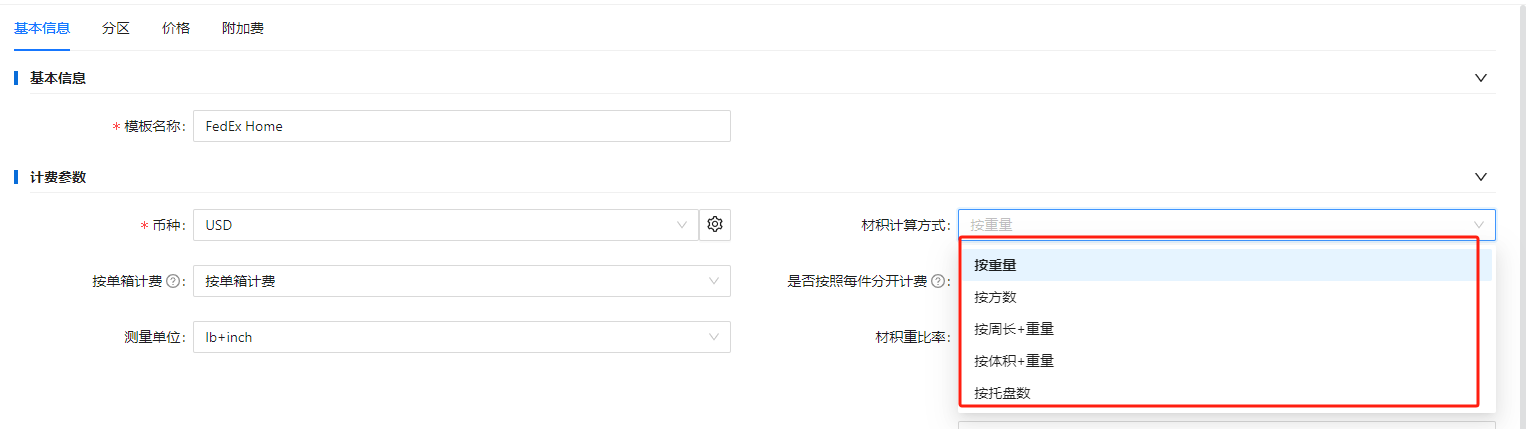 基本信息 分区 价格 附加费
基本信息
* 模板名称: FedEx Home
计费参数
* 币种: USD 材积计算方式: 按重量
按重量
按单箱计费 ? : 按单箱计费 是否按照每件分开计费 ? :
按方数
按周长+重量
测量单位: lb+inch 材积重比率:
按体积+重量
按托盘数